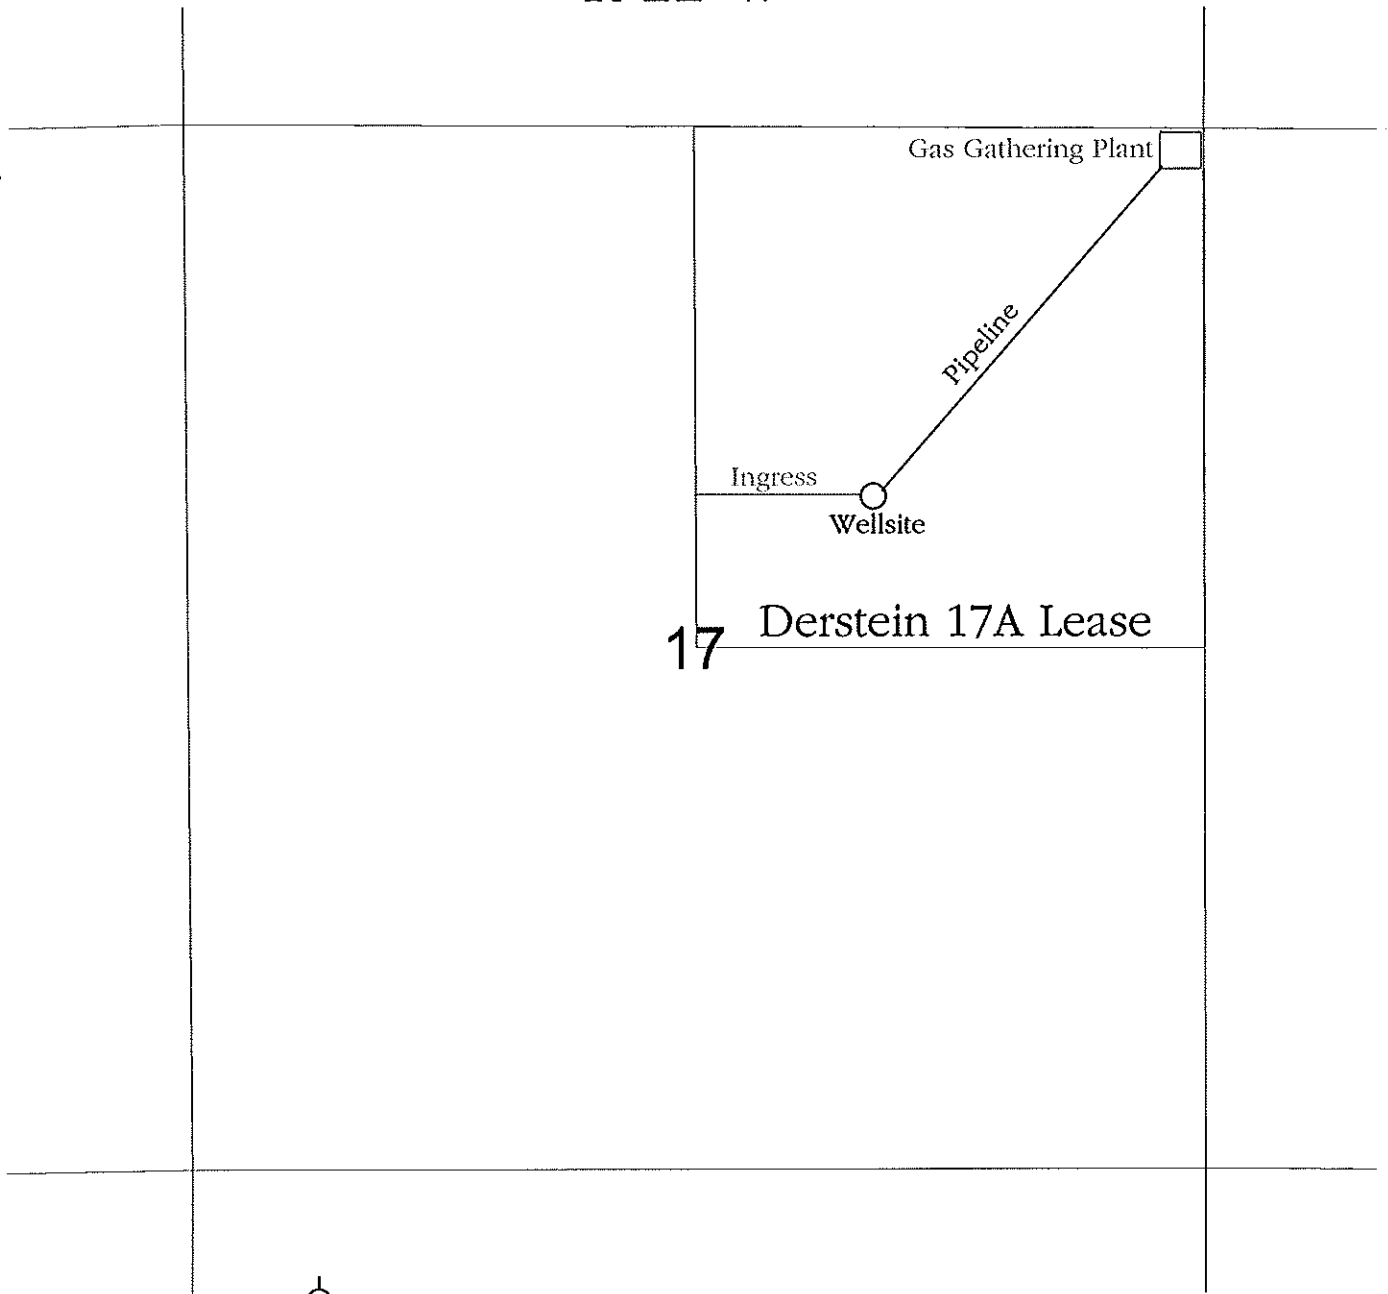 Gas Gathering Plant
Pipeline
Ingress
Wellsite
Derstein 17A Lease
17